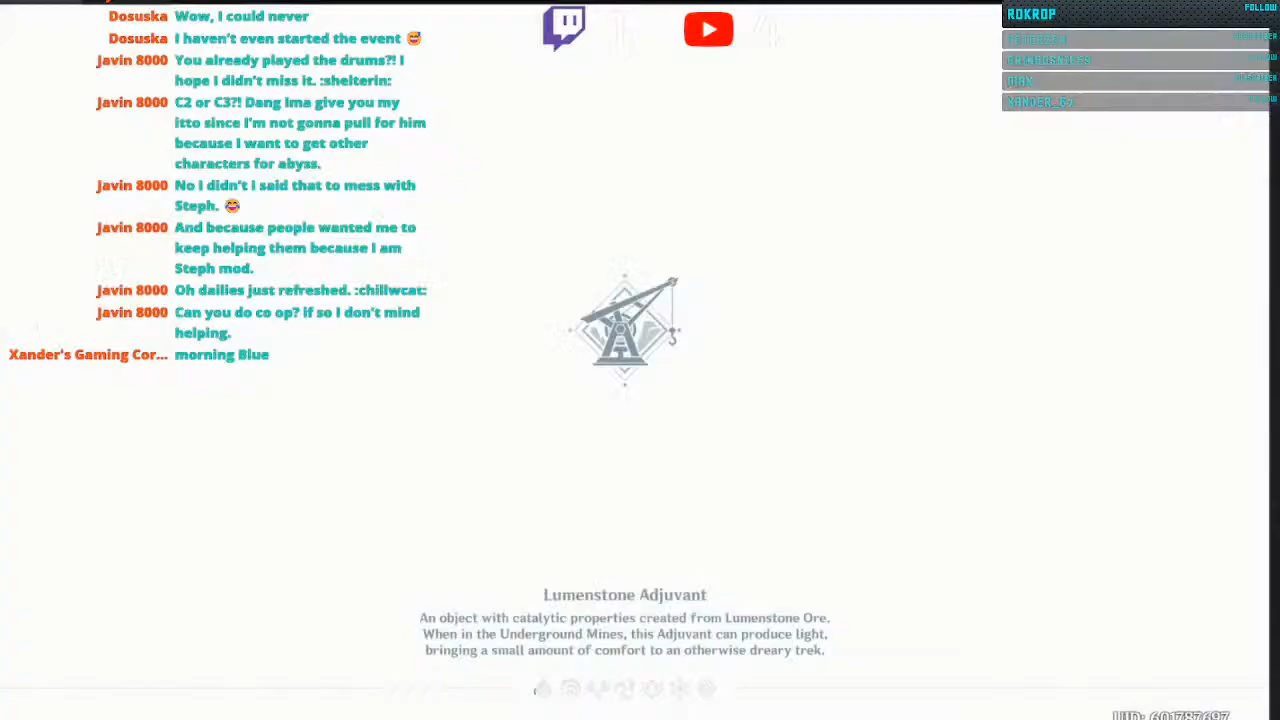 Dosuska Wow, I could never
Dosuska I haven't even started the event 😅
Javin 8000 You already played the drums?! I
hope I didn't miss it. :shelterin:
Javin 8000 C2 or C3?! Dang Ima give you my
itto since I'm not gonna pull for him
because I want to get other
characters for abyss.
Javin 8000 No I didn't I said that to mess with
Steph. 😂
Javin 8000 And because people wanted me to
keep helping them because I am
Steph mod.
Javin 8000 Oh dailies just refreshed. :chillwcat:
Javin 8000 Can you do co op? if so I don't mind
helping.
Xander's Gaming Cor... morning Blue
1
4
ROKROP FOLLOW
XANDER_GV
Lumenstone Adjuvant
An object with catalytic properties created from Lumenstone Ore.
When in the Underground Mines, this Adjuvant can produce light,
bringing a small amount of comfort to an otherwise dreary trek.
UID: 601787697